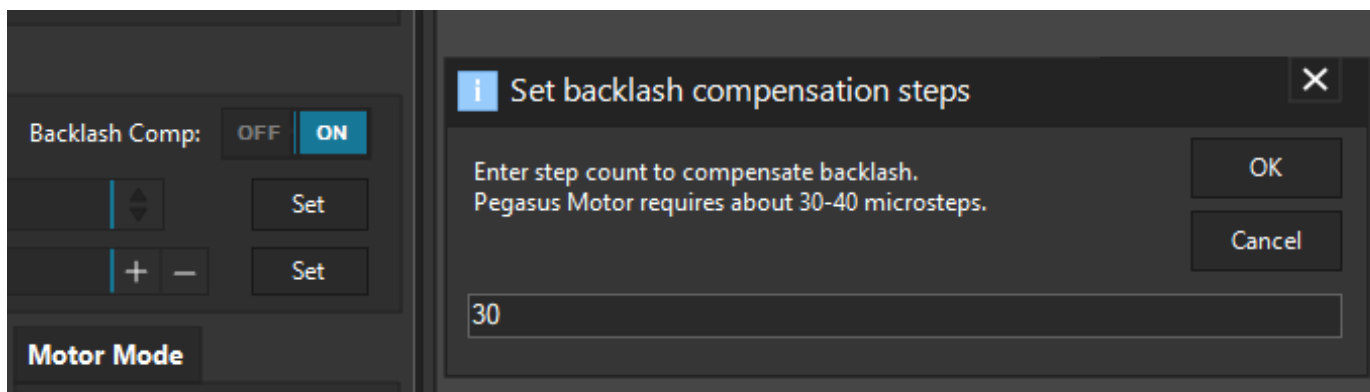 Backlash Comp:
OFF
ON
Set
+
−
Set
Motor Mode
i
Set backlash compensation steps
×
Enter step count to compensate backlash.
Pegasus Motor requires about 30-40 microsteps.
OK
Cancel
30